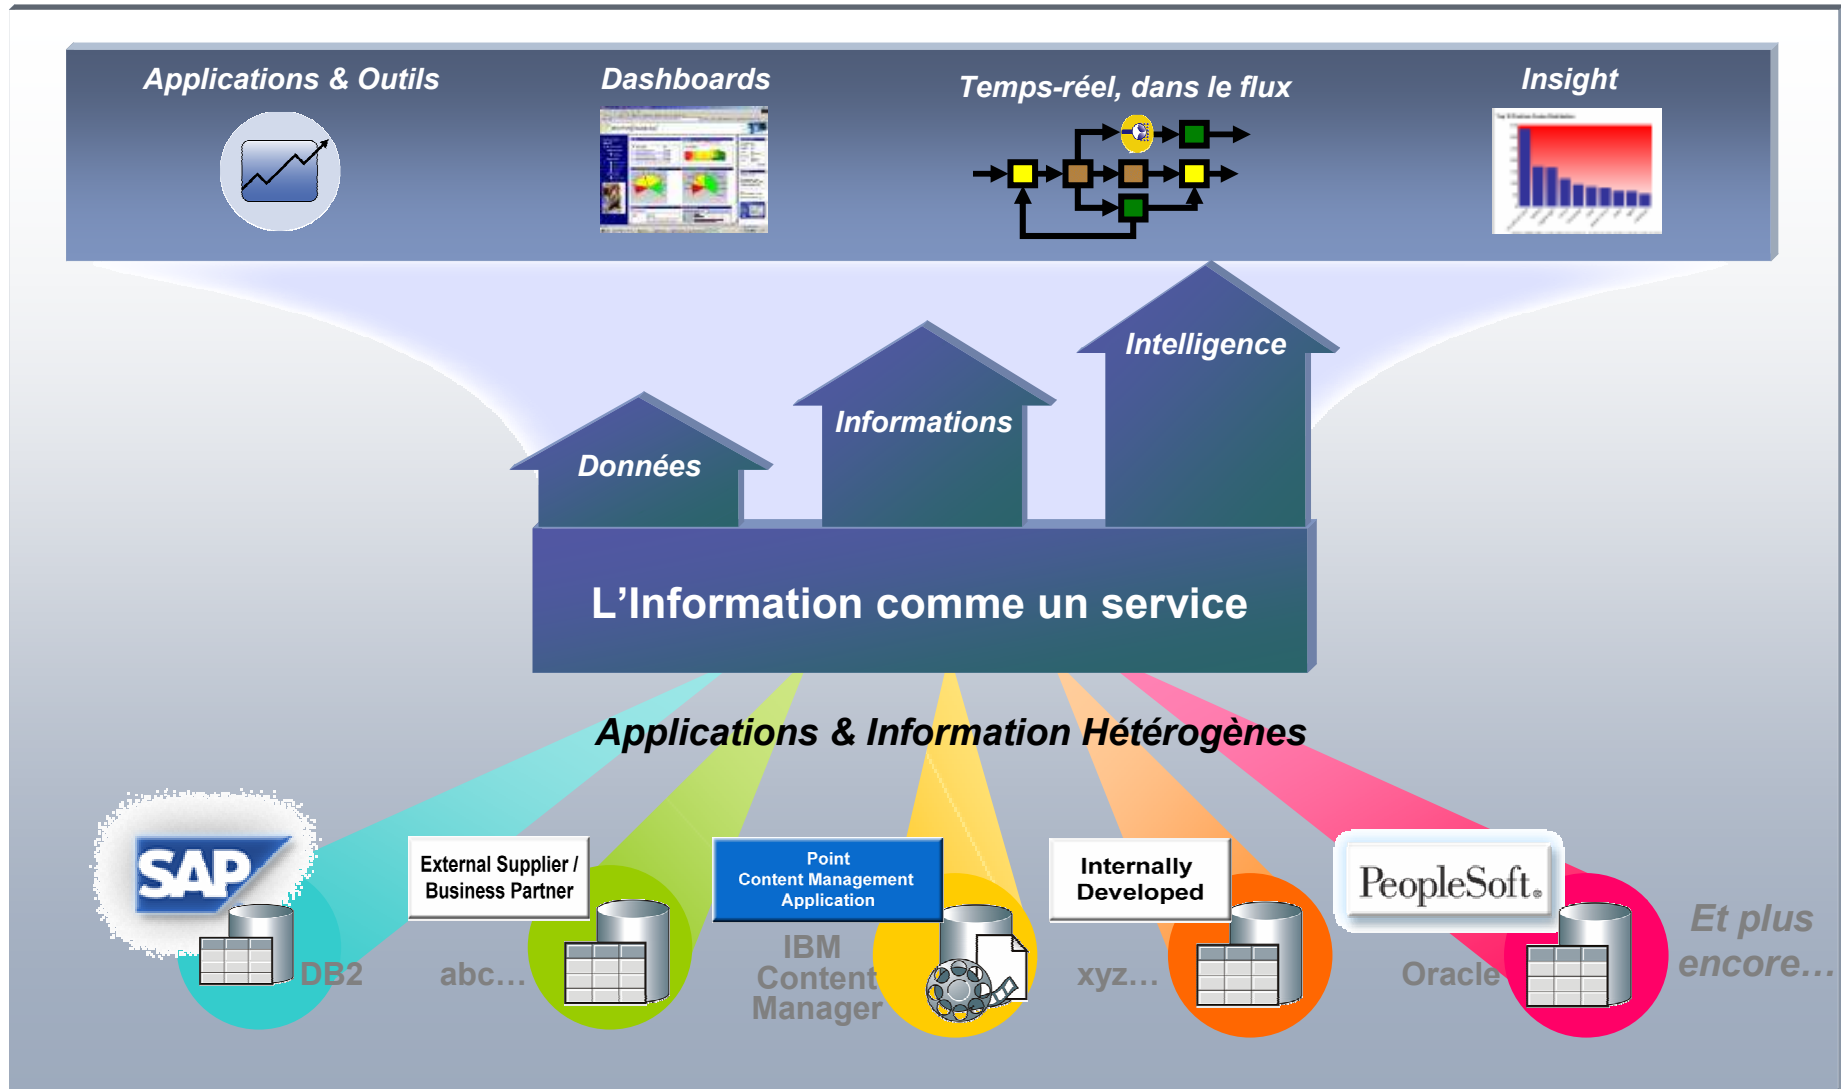 Applications & Outils
Dashboards
Temps-réel, dans le flux
Insight
Intelligence
Informations
Données
L’Information comme un service
Applications & Information Hétérogènes
SAP
DB2
External Supplier /
Business Partner
abc…
Point
Content Management
Application
IBM
Content
Manager
Internally
Developed
xyz…
PeopleSoft®
Oracle
Et plus
encore…